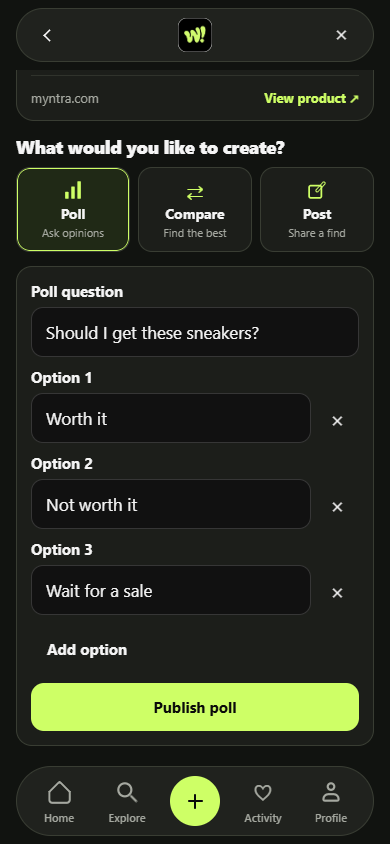 W!
myntra.com
View product ↗
What would you like to create?
Poll
Ask opinions
Compare
Find the best
Post
Share a find
Poll question
Should I get these sneakers?
Option 1
Worth it
Option 2
Not worth it
Option 3
Wait for a sale
Add option
Publish poll
Home
Explore
Activity
Profile